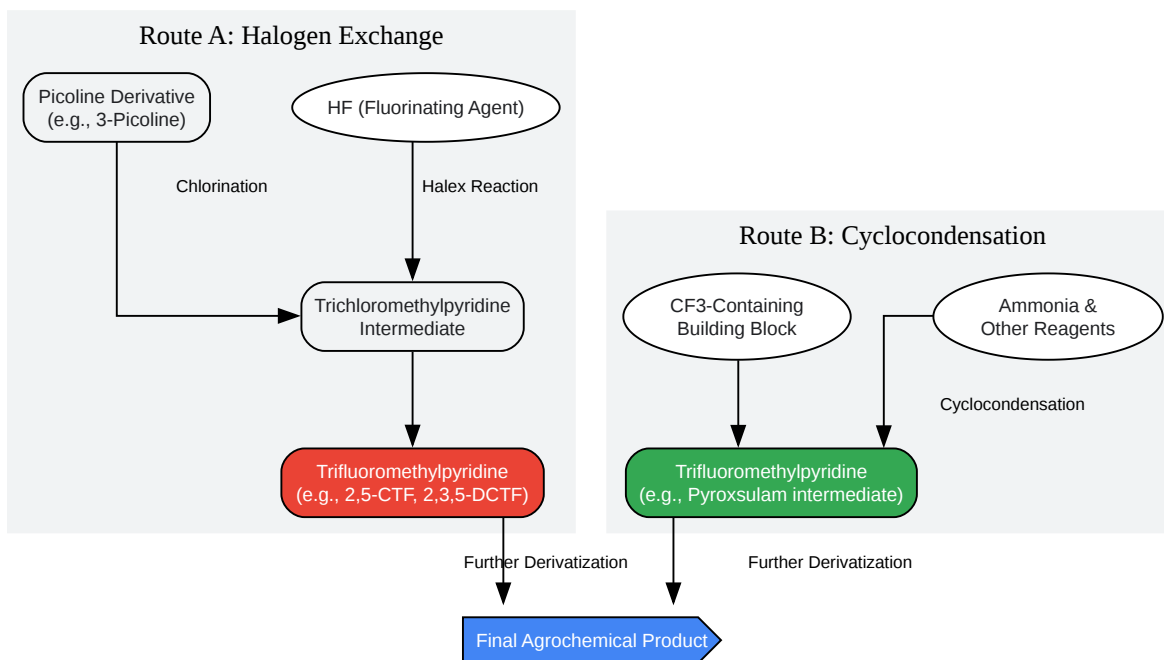 Route A: Halogen Exchange
Picoline Derivative
(e.g., 3-Picoline)
HF (Fluorinating Agent)
Chlorination
Halex Reaction
Trichloromethylpyridine
Intermediate
Trifluoromethylpyridine
(e.g., 2,5-CTF, 2,3,5-DCTF)
Route B: Cyclocondensation
CF3-Containing
Building Block
Ammonia &
Other Reagents
Cyclocondensation
Trifluoromethylpyridine
(e.g., Pyroxsulam intermediate)
Further Derivatization
Further Derivatization
Final Agrochemical Product